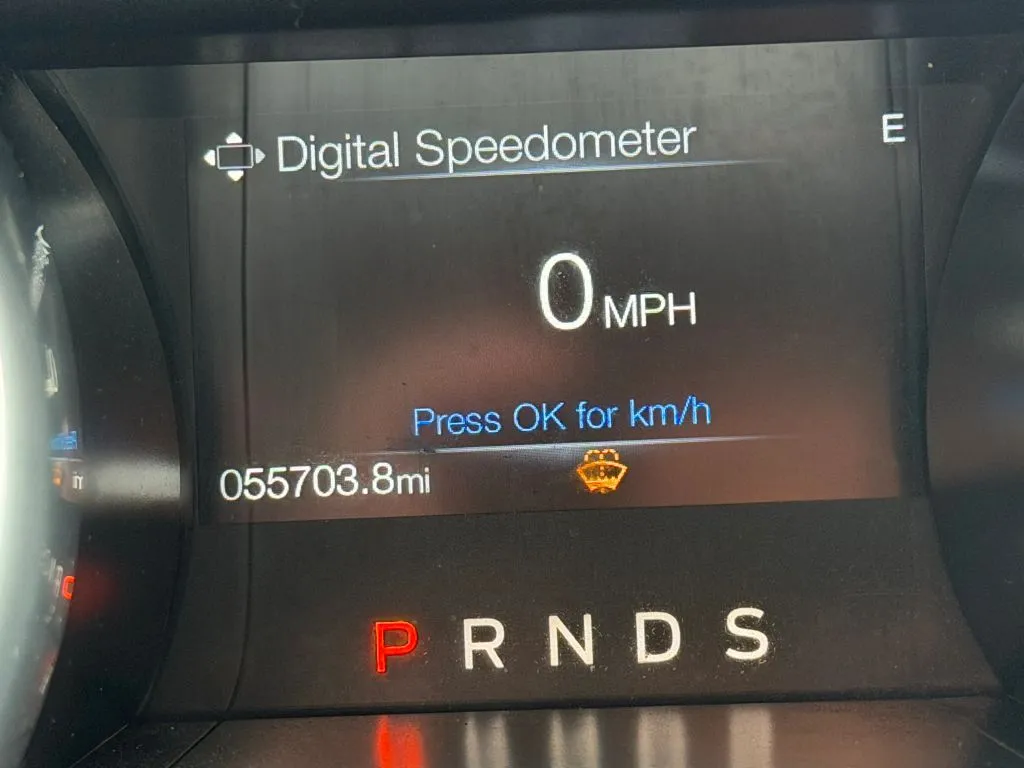 Digital Speedometer
E
0 MPH
Press OK for km/h
055703.8mi
P R N D S